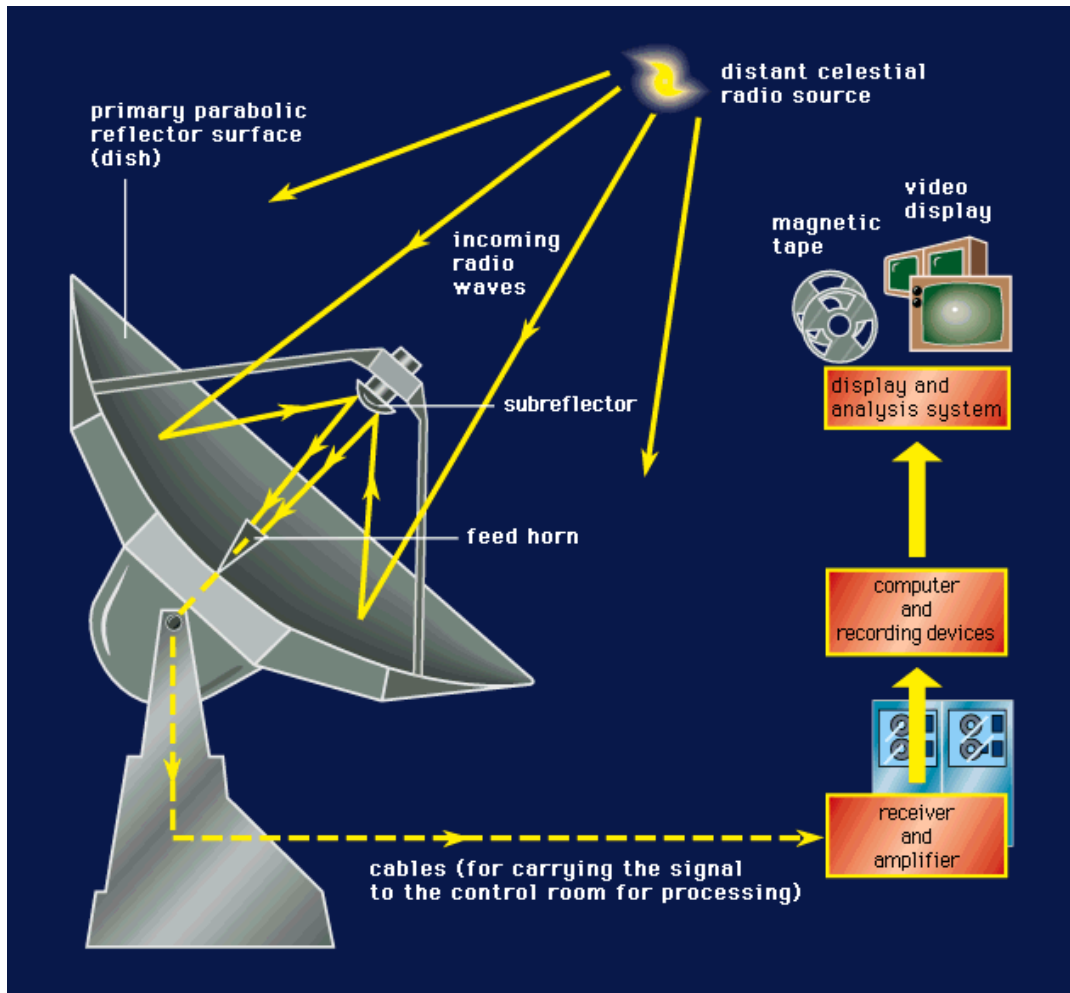 distant celestial
radio source
primary parabolic
reflector surface
(dish)
video
display
magnetic
tape
incoming
radio
waves
display and
analysis system
subreflector
feed horn
computer
and
recording devices
receiver
and
amplifier
cables (for carrying the signal
to the control room for processing)